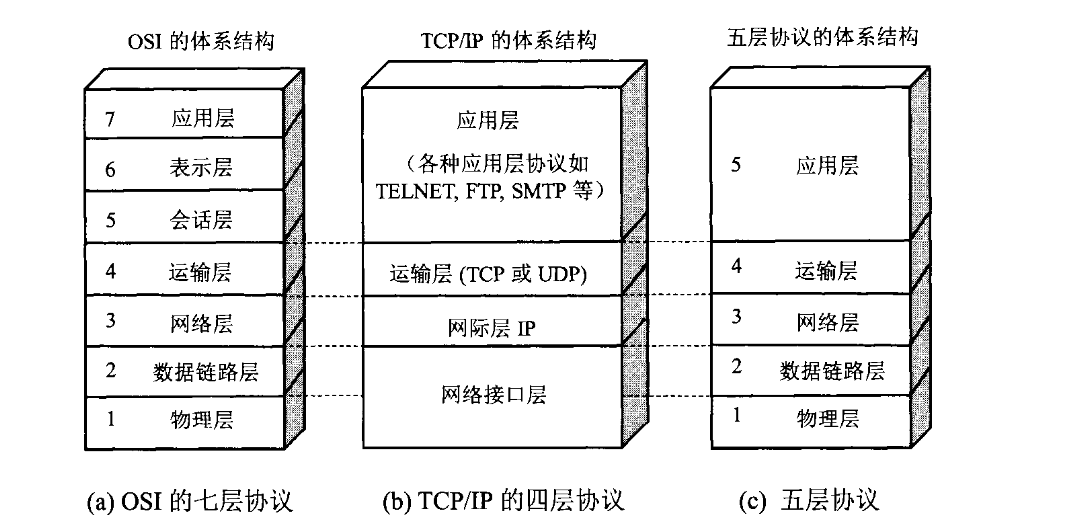 OSI 的体系结构
TCP/IP 的体系结构
五层协议的体系结构
7 应用层
6 表示层
5 会话层
4 运输层
3 网络层
2 数据链路层
1 物理层
应用层
（各种应用层协议如
TELNET, FTP, SMTP 等）
运输层 (TCP 或 UDP)
网际层 IP
网络接口层
5 应用层
4 运输层
3 网络层
2 数据链路层
1 物理层
(a) OSI 的七层协议
(b) TCP/IP 的四层协议
(c) 五层协议